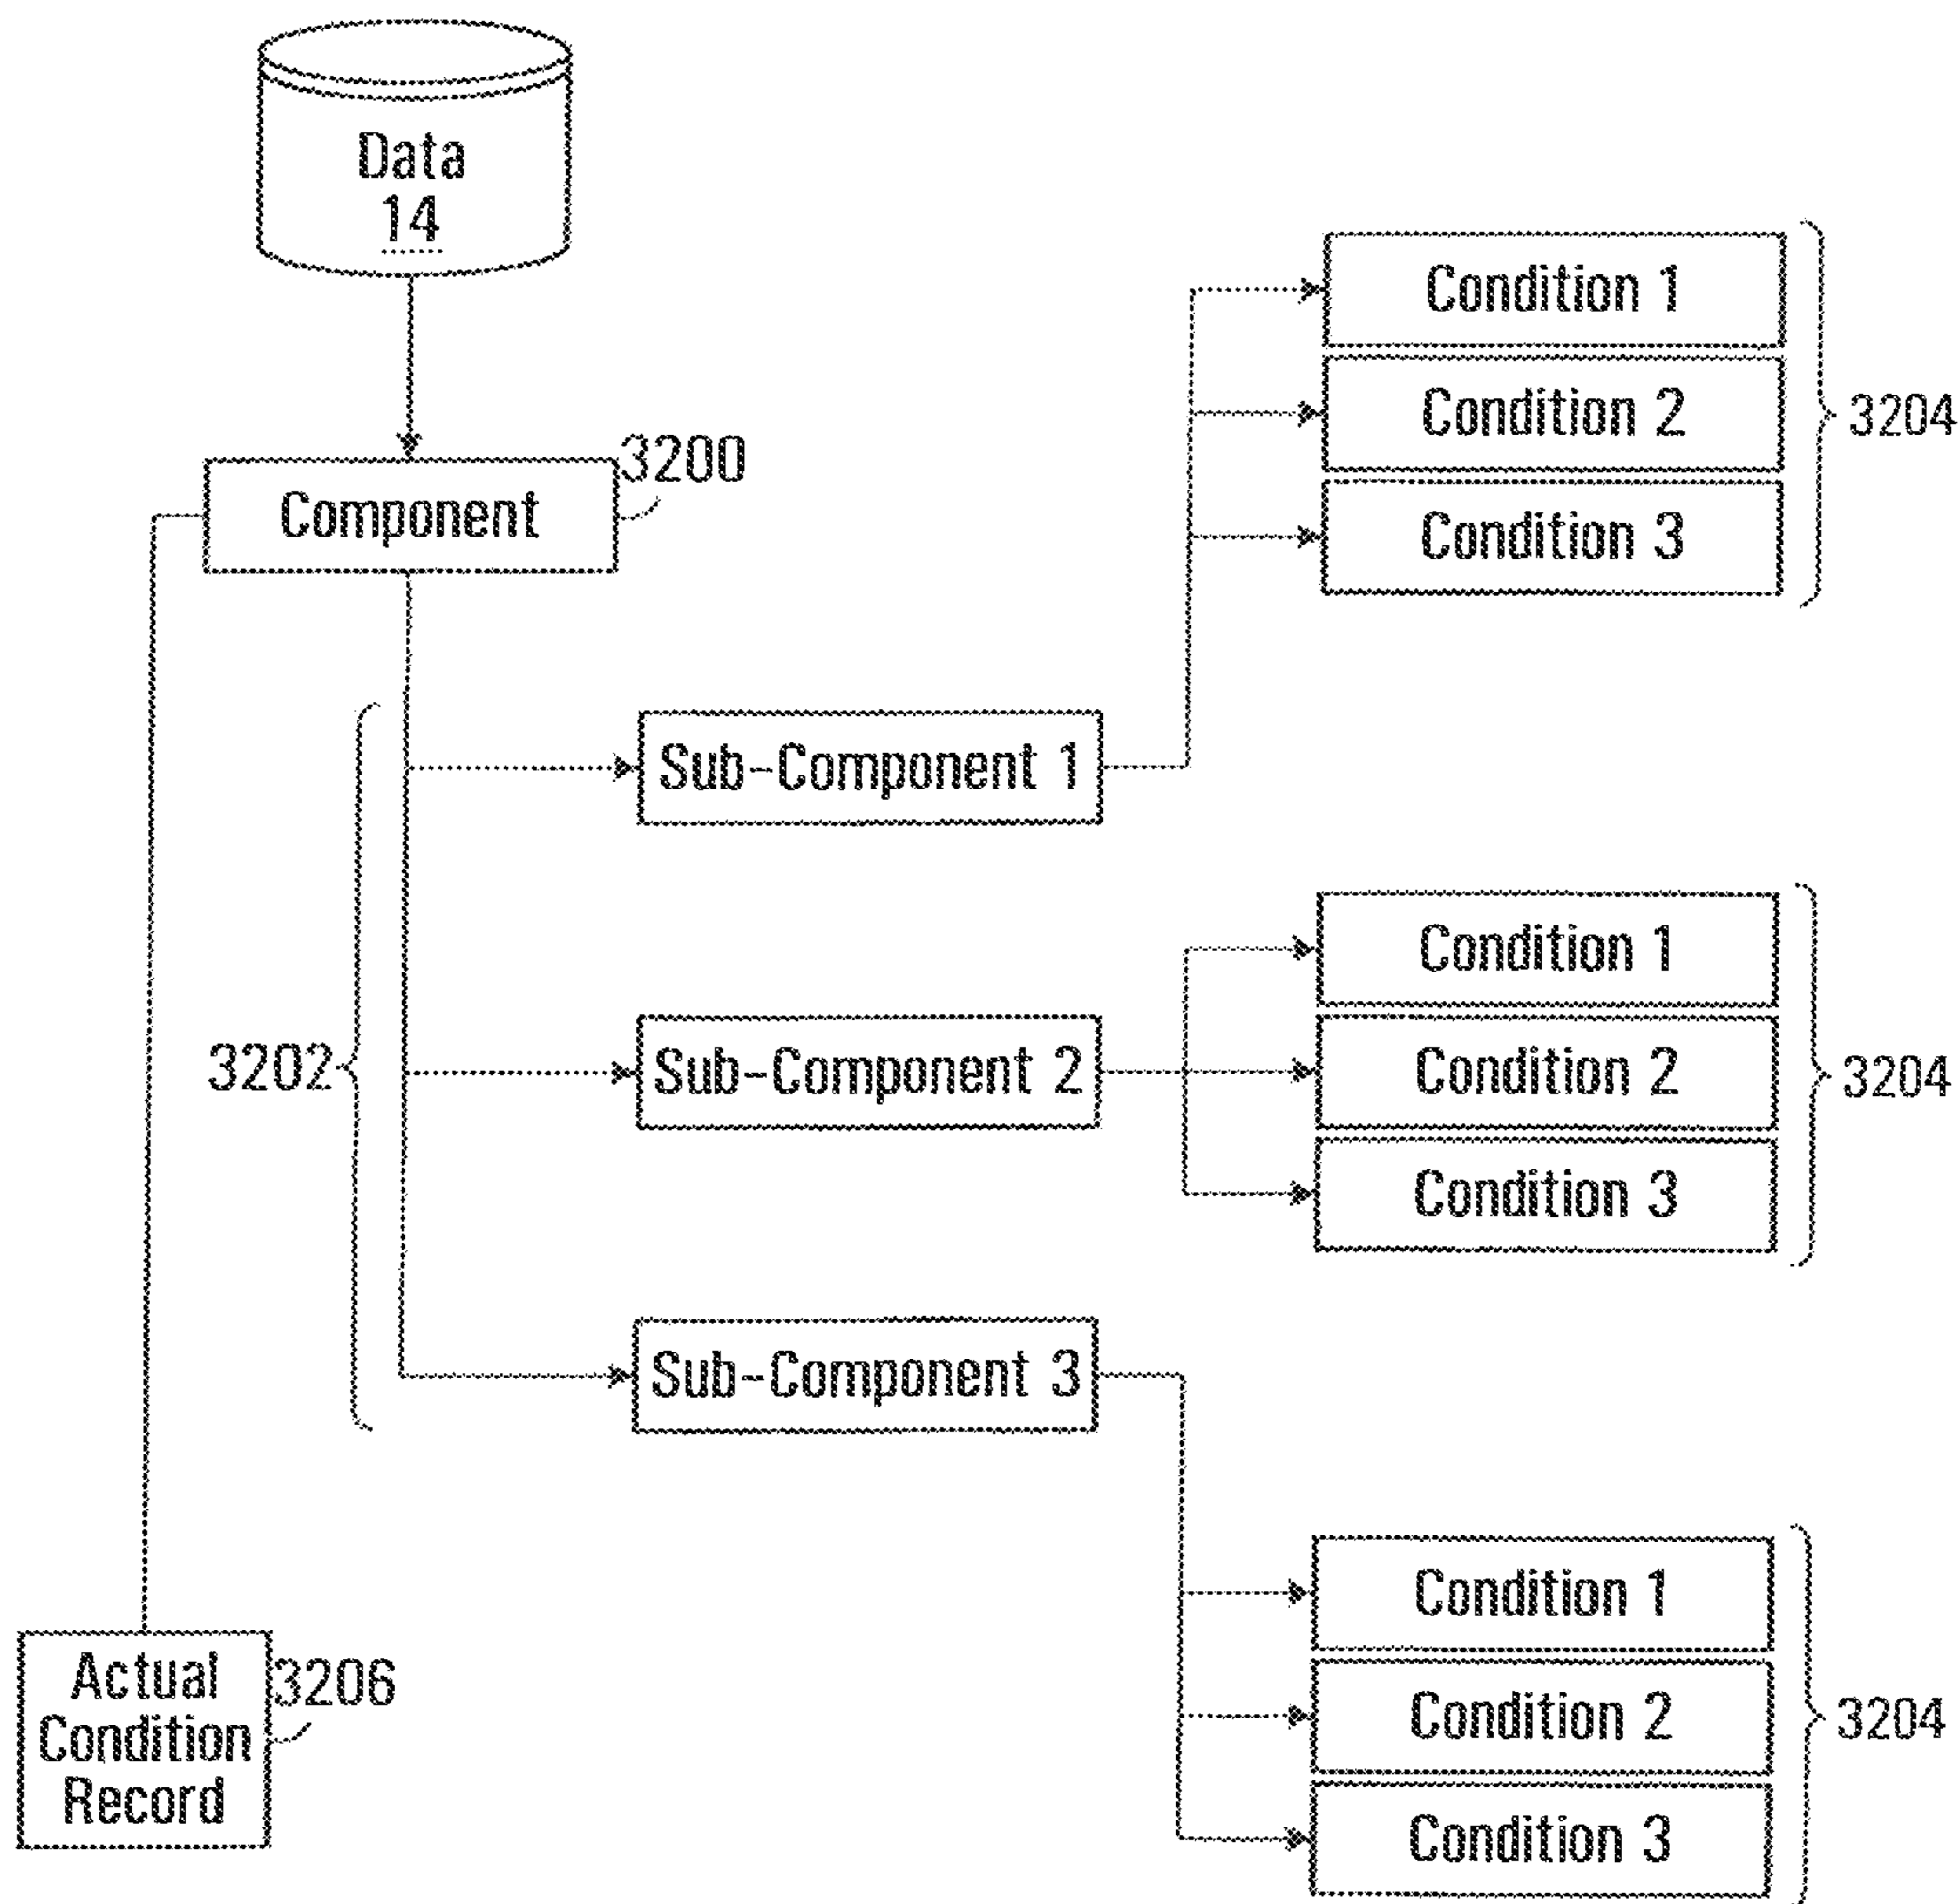 Data
14
Component
3200
Condition 1
Condition 2
Condition 3
3204
3202
Sub-Component 1
Sub-Component 2
Condition 1
Condition 2
Condition 3
3204
Sub-Component 3
Condition 1
Condition 2
Condition 3
3204
Actual
Condition
Record
3206